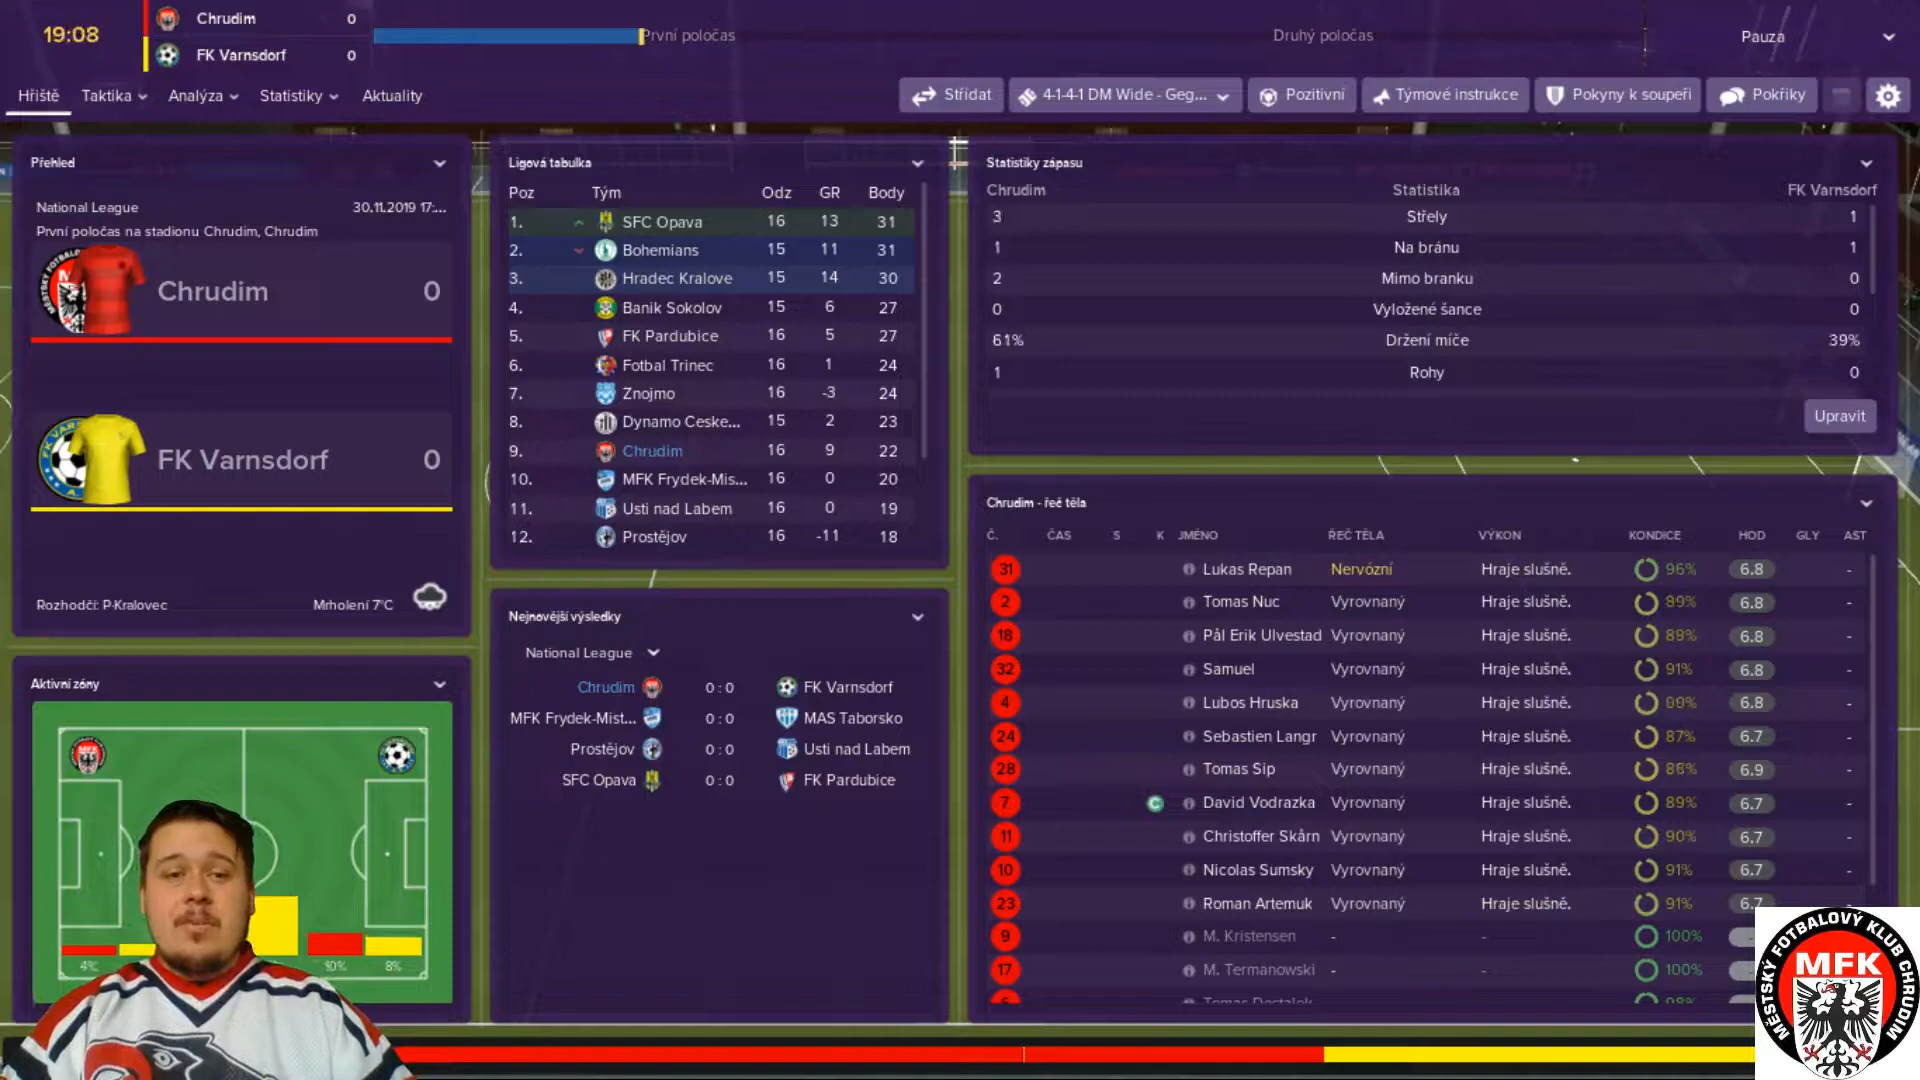 19:08
Chrudim 0
FK Varnsdorf 0
První poločas
Druhý poločas
Pauza
Hřiště Taktika Analýza Statistiky Aktuality
Střídat
4-1-4-1 DM Wide - Geg...
Pozitivní
Týmové instrukce
Pokyny k soupeři
Pokřiky
Přehled
National League 30.11.2019 17:...
První poločas na stadionu Chrudim, Chrudim
Chrudim 0
FK Varnsdorf 0
Rozhodčí: P Kralovec Mrholení 7°C
Aktivní zóny
4%
10%
8%
Ligová tabulka
Poz Tým Odz GR Body
1. SFC Opava 16 13 31
2. Bohemians 15 11 31
3. Hradec Kralove 15 14 30
4. Banik Sokolov 15 6 27
5. FK Pardubice 16 5 27
6. Fotbal Trinec 16 1 24
7. Znojmo 16 -3 24
8. Dynamo Ceske... 15 2 23
9. Chrudim 16 9 22
10. MFK Frydek-Mis... 16 0 20
11. Usti nad Labem 16 0 19
12. Prostějov 16 -11 18
Nejnovější výsledky
National League
Chrudim 0 : 0 FK Varnsdorf
MFK Frydek-Mist... 0 : 0 MAS Taborsko
Prostějov 0 : 0 Usti nad Labem
SFC Opava 0 : 0 FK Pardubice
Statistiky zápasu
Chrudim Statistika FK Varnsdorf
3 Střely 1
1 Na bránu 1
2 Mimo branku 0
0 Vyložené šance 0
61% Držení míče 39%
1 Rohy 0
Upravit
Chrudim - řeč těla
Č. ČAS S K JMÉNO ŘEČ TĚLA VÝKON KONDICE HOD GLY AST
31 Lukas Repan Nervózní Hraje slušně. 96% 6.8 -
2 Tomas Nuc Vyrovnaný Hraje slušně. 89% 6.8 -
18 Pål Erik Ulvestad Vyrovnaný Hraje slušně. 89% 6.8 -
32 Samuel Vyrovnaný Hraje slušně. 91% 6.8 -
4 Lubos Hruska Vyrovnaný Hraje slušně. 6.8 -
24 Sebastien Langr Vyrovnaný Hraje slušně. 87% 6.7 -
28 Tomas Sip Vyrovnaný Hraje slušně. 6.9 -
7 C David Vodrazka Vyrovnaný Hraje slušně. 89% 6.7 -
11 Christoffer Skårn Vyrovnaný Hraje slušně. 90% 6.7 -
10 Nicolas Sumsky Vyrovnaný Hraje slušně. 91% 6.7 -
23 Roman Artemuk Vyrovnaný Hraje slušně. 91% 6.7 -
9 M. Kristensen - - 100% -
17 M. Termanowski - - 100%
MĚSTSKÝ FOTBALOVÝ KLUB CHRUDIM
MFK